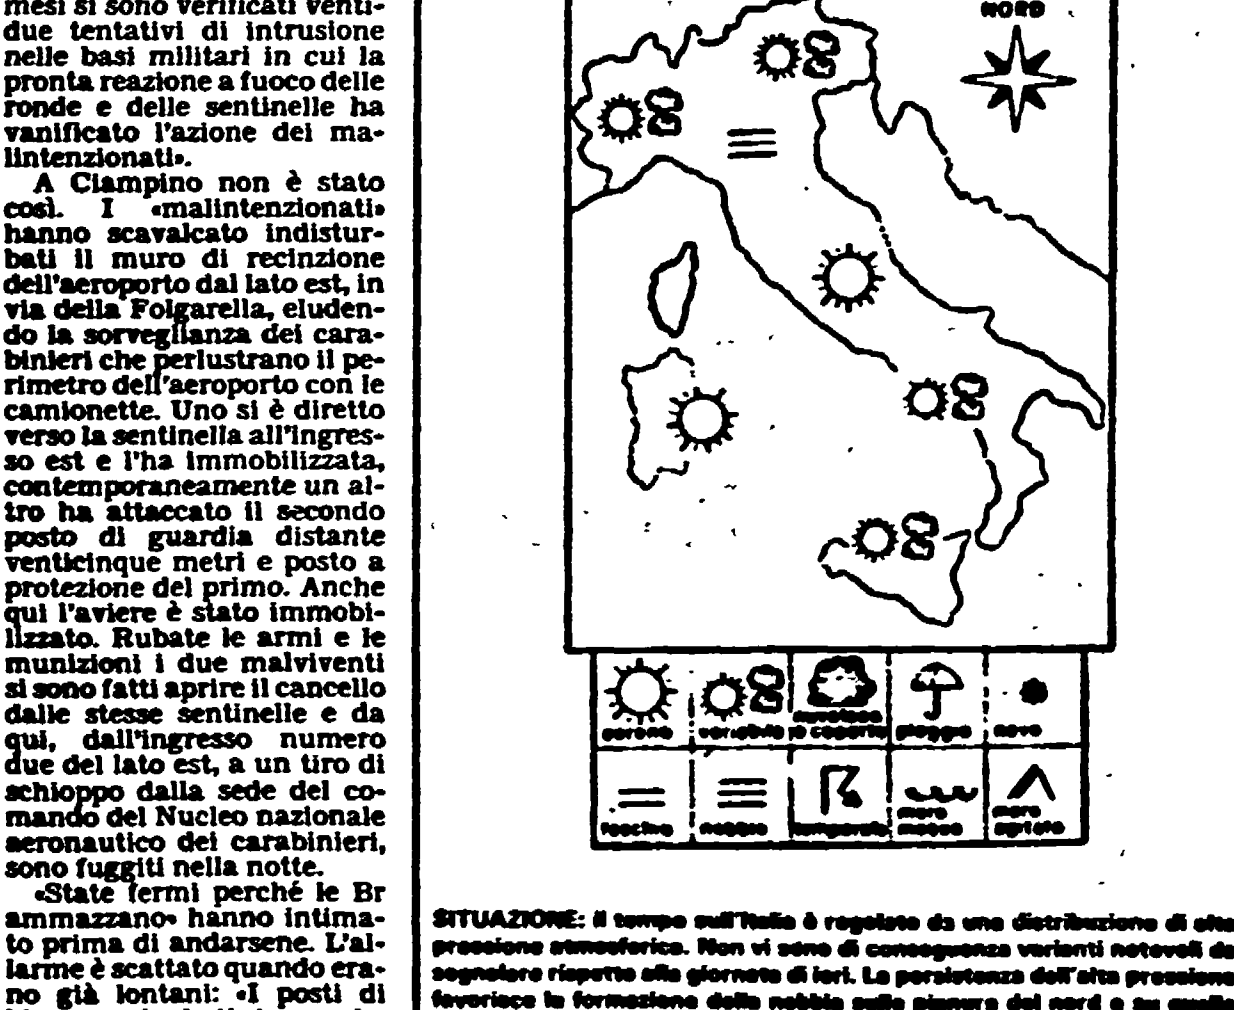 mesi si sono verificati venti-
due tentativi di intrusione
nelle basi militari in cui la
pronta reazione a fuoco delle
ronde e delle sentinelle ha
vanificato l'azione dei ma-
lintenzionati».
A Ciampino non è stato
così. I «malintenzionati»
hanno scavalcato indistur-
bati il muro di recinzione
dell'aeroporto dal lato est, in
via della Folgarella, eluden-
do la sorveglianza dei cara-
binieri che perlustrano il pe-
rimetro dell'aeroporto con le
camionette. Uno si è diretto
verso la sentinella all'ingres-
so est e l'ha immobilizzata,
contemporaneamente un al-
tro ha attaccato il secondo
posto di guardia distante
venticinque metri e posto a
protezione del primo. Anche
qui l'aviere è stato immobi-
lizzato. Rubate le armi e le
munizioni i due malviventi
si sono fatti aprire il cancello
dalle stesse sentinelle e da
qui, dall'ingresso numero
due del lato est, a un tiro di
schioppo dalla sede del co-
mando del Nucleo nazionale
aeronautico dei carabinieri,
sono fuggiti nella notte.
«State fermi perché le Br
ammazzano» hanno intima-
to prima di andarsene. L'al-
larme è scattato quando era-
no già lontani: «I posti di
NORD
sereno
variabile
nuvoloso
o coperto
pioggia
neve
foschia
nebbia
temporale
mare
mosso
mare
agitato
SITUAZIONE: Il tempo sull'Italia è regolato da una distribuzione di alta
pressione atmosferica. Non vi sono di conseguenza varianti notevoli da
segnalare rispetto alla giornata di ieri. La persistenza dell'alta pressione
favorisce la formazione della nebbia sulla pianura del nord e su quelle